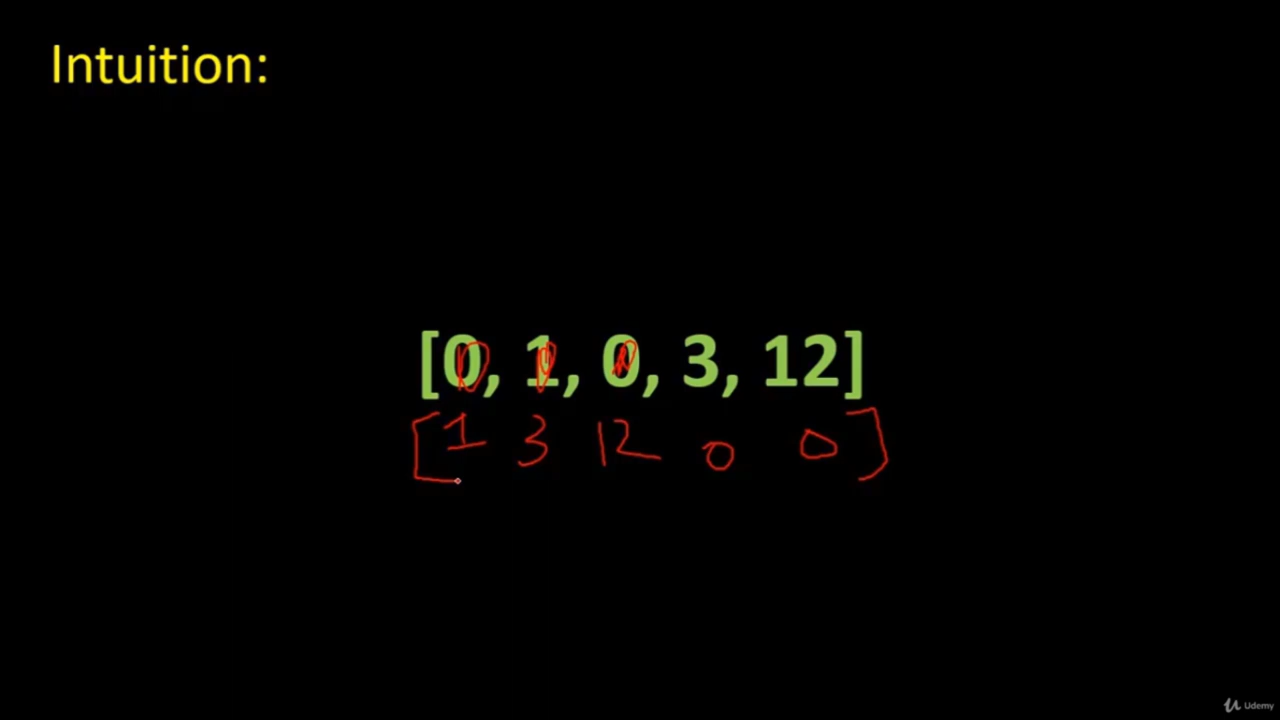 Intuition:
[0, 1, 0, 3, 12]
[1 3 12 0 0]
Udemy